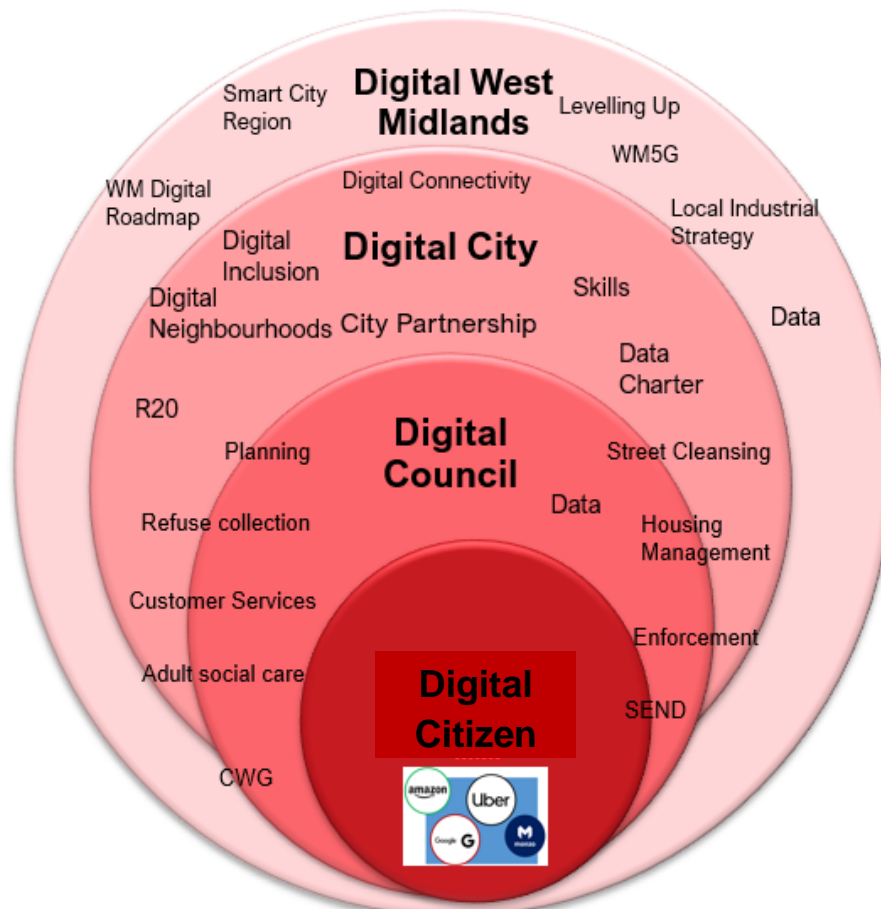 Digital West
Midlands
Smart City
Region
Levelling Up
WM5G
WM Digital
Roadmap
Digital Connectivity
Local Industrial
Strategy
Digital City
Digital
Inclusion
Skills
Digital
Neighbourhoods
City Partnership
Data
Data
Charter
R20
Digital
Council
Planning
Street Cleansing
Data
Refuse collection
Housing
Management
Customer Services
Enforcement
Adult social care
Digital
Citizen
SEND
CWG
amazon
Uber
Google G
M
monzo